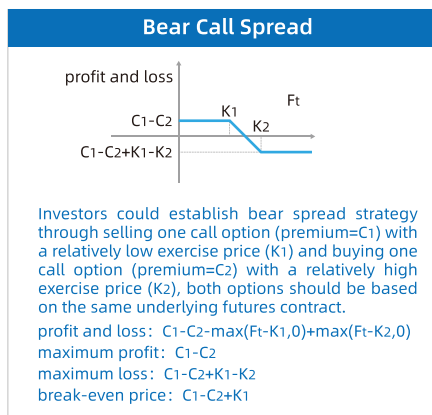 Bear Call Spread
profit and loss
Ft
K1
C1-C2
K2
C1-C2+K1-K2
Investors could establish bear spread strategy
through selling one call option (premium=C1) with
a relatively low exercise price (K1) and buying one
call option (premium=C2) with a relatively high
exercise price (K2), both options should be based
on the same underlying futures contract.
profit and loss: C1-C2-max(Ft-K1,0)+max(Ft-K2,0)
maximum profit: C1-C2
maximum loss: C1-C2+K1-K2
break-even price: C1-C2+K1